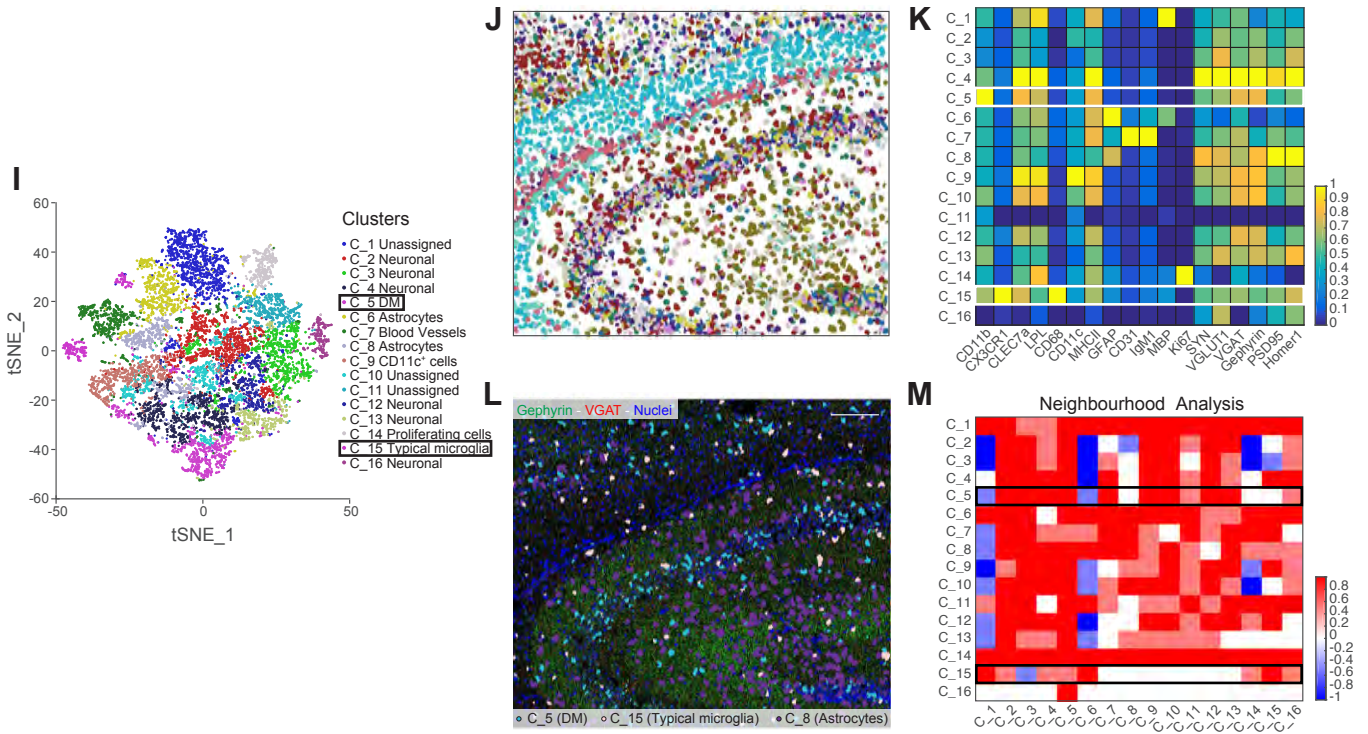 I
60
40
20
0
-20
-40
-60
-50
0
50
tSNE_2
tSNE_1
Clusters
C_1 Unassigned
C_2 Neuronal
C_3 Neuronal
C_4 Neuronal
C_5 DM
C_6 Astrocytes
C_7 Blood Vessels
C_8 Astrocytes
C_9 CD11c⁺ cells
C_10 Unassigned
C_11 Unassigned
C_12 Neuronal
C_13 Neuronal
C_14 Proliferating cells
C_15 Typical microglia
C_16 Neuronal
J
K
C_1
C_2
C_3
C_4
C_5
C_6
C_7
C_8
C_9
C_10
C_11
C_12
C_13
C_14
C_15
C_16
CD11b
CX3CR1
CLEC7a
LPL
CD68
CD11c
MHCII
GFAP
CD31
IgM1
MBP
Ki67
SYN
VGLUT1
VGAT
Gephyrin
PSD95
Homer1
1
0.9
0.8
0.7
0.6
0.5
0.4
0.3
0.2
0.1
0
L
Gephyrin - VGAT - Nuclei
C_5 (DM) C_15 (Typical microglia) C_8 (Astrocytes)
M
Neighbourhood Analysis
C_1
C_2
C_3
C_4
C_5
C_6
C_7
C_8
C_9
C_10
C_11
C_12
C_13
C_14
C_15
C_16
C_1
C_2
C_3
C_4
C_5
C_6
C_7
C_8
C_9
C_10
C_11
C_12
C_13
C_14
C_15
C_16
0.8
0.6
0.4
0.2
0
-0.2
-0.4
-0.6
-0.8
-1